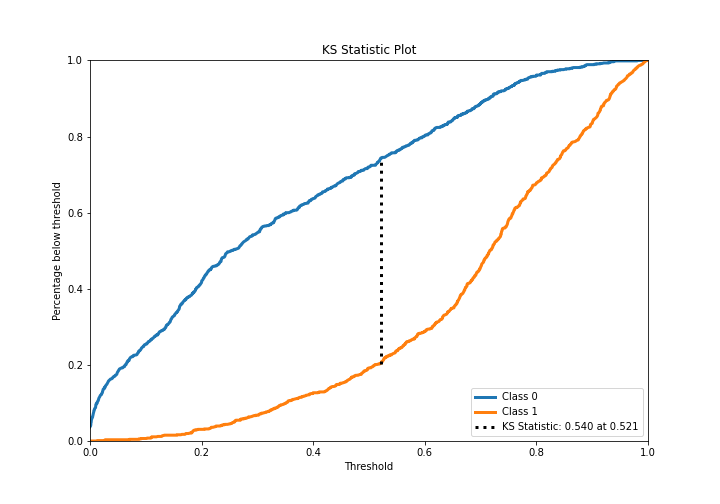 KS Statistic Plot
1.0
0.8
0.6
0.4
0.2
0.0
Percentage below threshold
0.0 0.2 0.4 0.6 0.8 1.0
Threshold
Class 0
Class 1
KS Statistic: 0.540 at 0.521